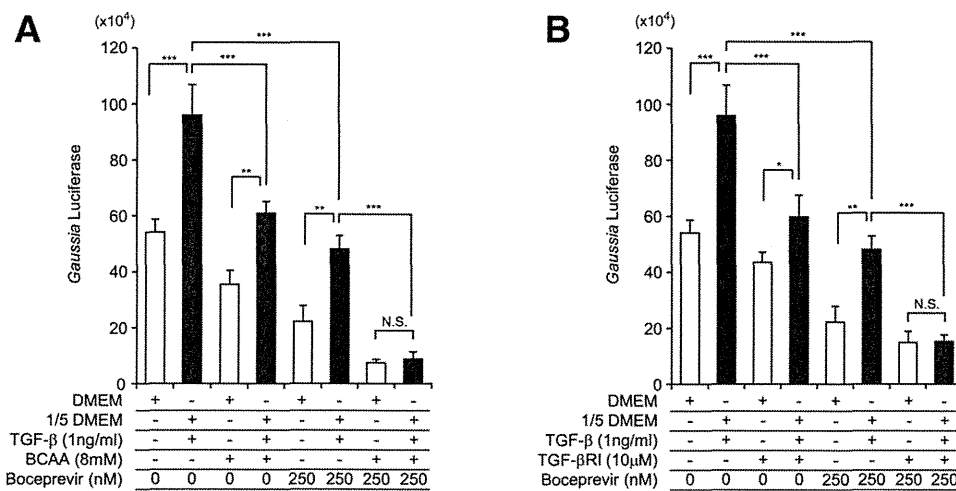 A
(x10⁴)
Gaussia Luciferase
120
100
80
60
40
20
0
***
***
***
**
**
***
N.S.
DMEM + - + - + - + -
1/5 DMEM - + - + - + - +
TGF-β (1ng/ml) - + - + - + - +
BCAA (8mM) - - + + - - + +
Boceprevir (nM) 0 0 0 0 250 250 250 250
B
(x10⁴)
Gaussia Luciferase
120
100
80
60
40
20
0
***
***
***
*
**
***
N.S.
DMEM + - + - + - + -
1/5 DMEM - + - + - + - +
TGF-β (1ng/ml) - + - + - + - +
TGF-βRI (10μM) - - + + - - + +
Boceprevir (nM) 0 0 0 0 250 250 250 250